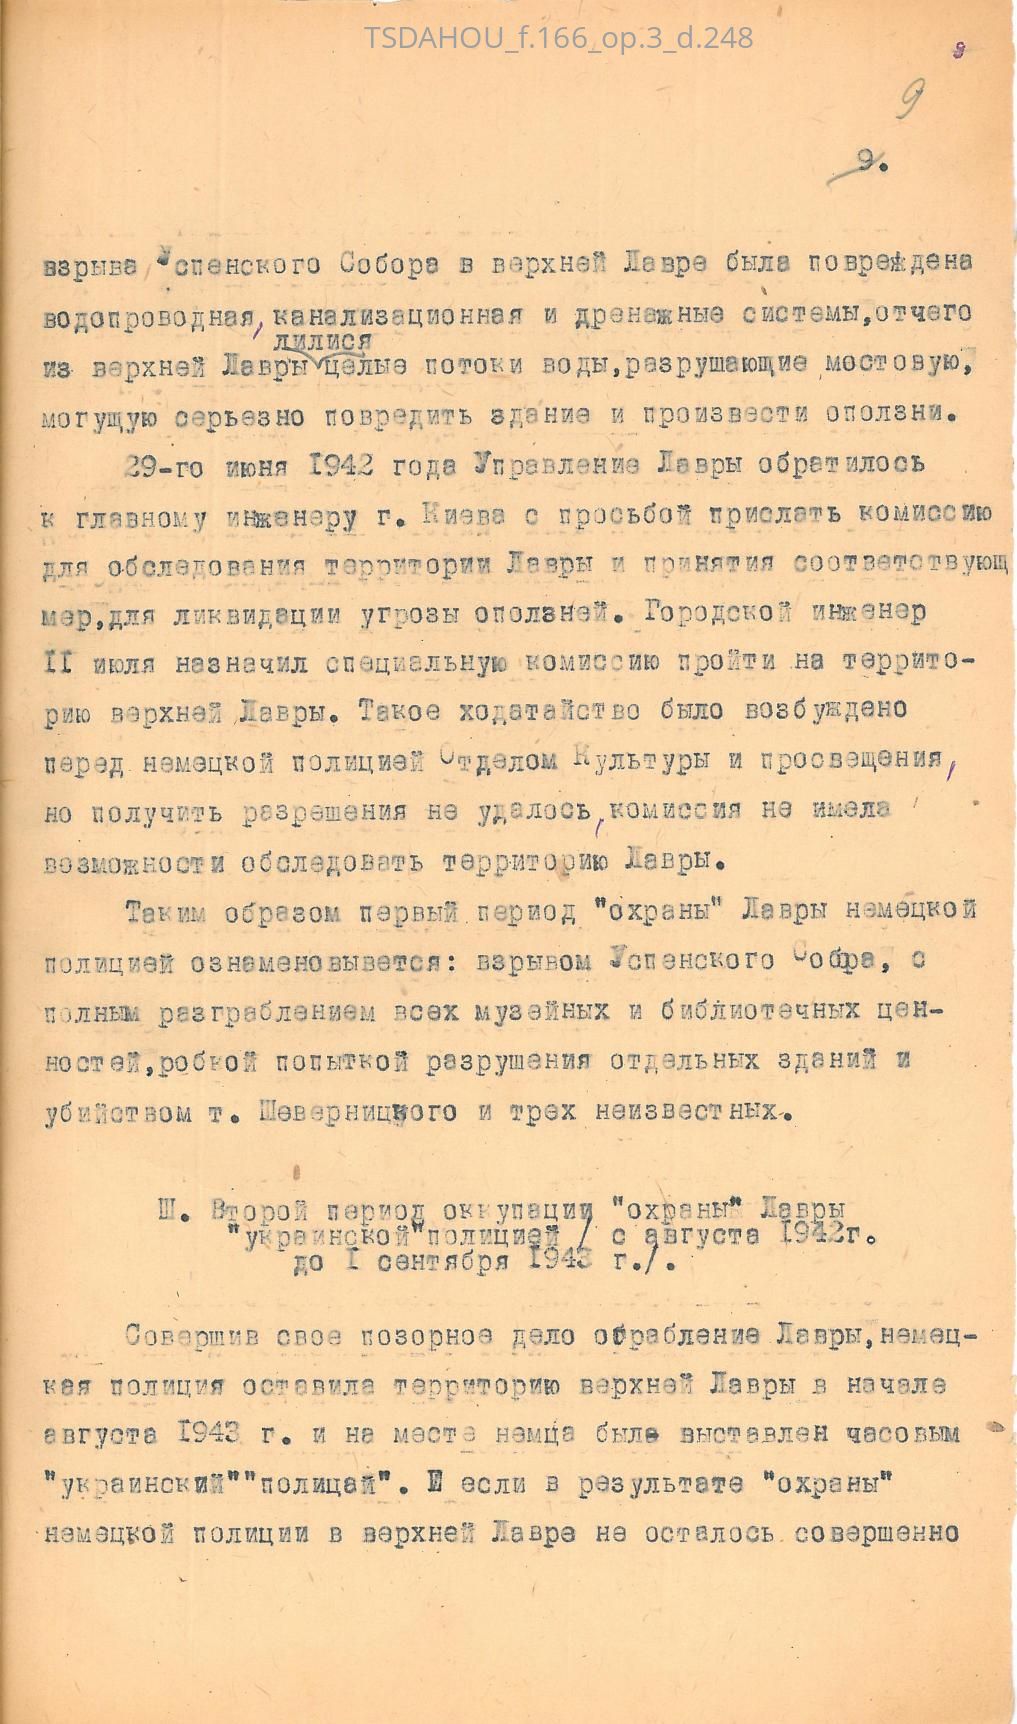 TSDAHOU_f.166_op.3_d.248
9
9
9.
взрыва Успенского Собора в верхней Лавре была повреждена
водопроводная, канализационная и дренажные системы,отчего
лилися
из верхней Лавры целые потоки воды,разрушающие мостовую,
могущую серьезно повредить здание и произвести оползни.
29-го июня 1942 года Управление Лавры обратилось
к главному инженеру г. Киева с просьбой прислать комиссию
для обследования территории Лавры и принятия соответствующ
мер,для ликвидации угрозы оползней. Городской инженер
II июля назначил специальную комиссию пройти на террито-
рию верхней Лавры. Такое ходатайство было возбуждено
перед немецкой полицией Отделом Культуры и просвещения,
но получить разрешения не удалось,комиссия не имела
возможности обследовать территорию Лавры.
Таким образом первый период "охраны" Лавры немецкой
полицией ознаменовывется: взрывом Успенского Собра, с
полным разграблением всех музейных и библиотечных цен-
ностей,робкой попыткой разрушения отдельных зданий и
убийством т. Шеверницкого и трех неизвестных.
Ш. Второй период оккупации "охраны" Лавры
"украинской"полицией / с августа 1942г.
до I сентября 1943 г./.
Совершив свое позорное дело ограбление Лавры,немец-
кая полиция оставила территорию верхней Лавры в начале
августа 1943 г. и на месте немца был выставлен часовым
"украинский""полицай". И если в результате "охраны"
немецкой полиции в верхней Лавре не осталось совершенно